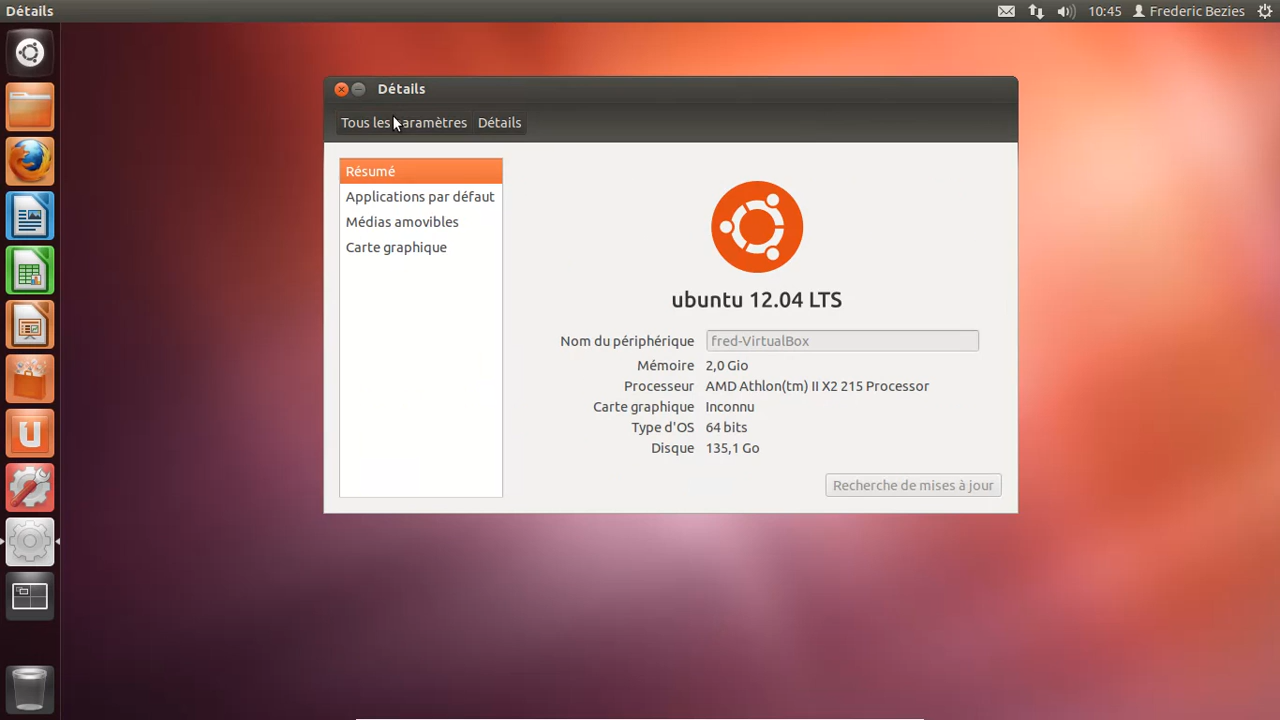 Détails 10:45 Frederic Bezies
Détails
Tous les paramètres Détails
Résumé
Applications par défaut
Médias amovibles
Carte graphique
ubuntu 12.04 LTS
Nom du périphérique fred-VirtualBox
Mémoire 2,0 Gio
Processeur AMD Athlon(tm) II X2 215 Processor
Carte graphique Inconnu
Type d'OS 64 bits
Disque 135,1 Go
Recherche de mises à jour